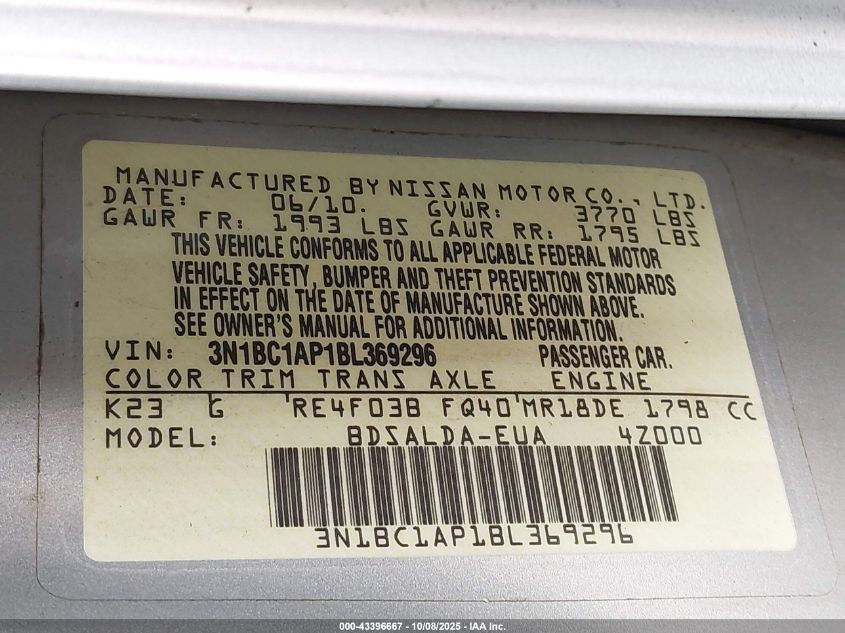 MANUFACTURED BY NISSAN MOTOR CO., LTD.
DATE: 06/10. GVWR: 3770 LBS
GAWR FR: 1993 LBS GAWR RR: 1795 LBS
THIS VEHICLE CONFORMS TO ALL APPLICABLE FEDERAL MOTOR
VEHICLE SAFETY, BUMPER AND THEFT PREVENTION STANDARDS
IN EFFECT ON THE DATE OF MANUFACTURE SHOWN ABOVE.
SEE OWNER'S MANUAL FOR ADDITIONAL INFORMATION.
VIN: 3N1BC1AP1BL369296 PASSENGER CAR.
COLOR TRIM TRANS AXLE ENGINE
K23 G RE4F03B FQ40 MR18DE 1798 CC
MODEL: BDSALDA-EUA 4Z000
3N1BC1AP1BL369296
000-43396667 - 10/08/2025 - IAA Inc.